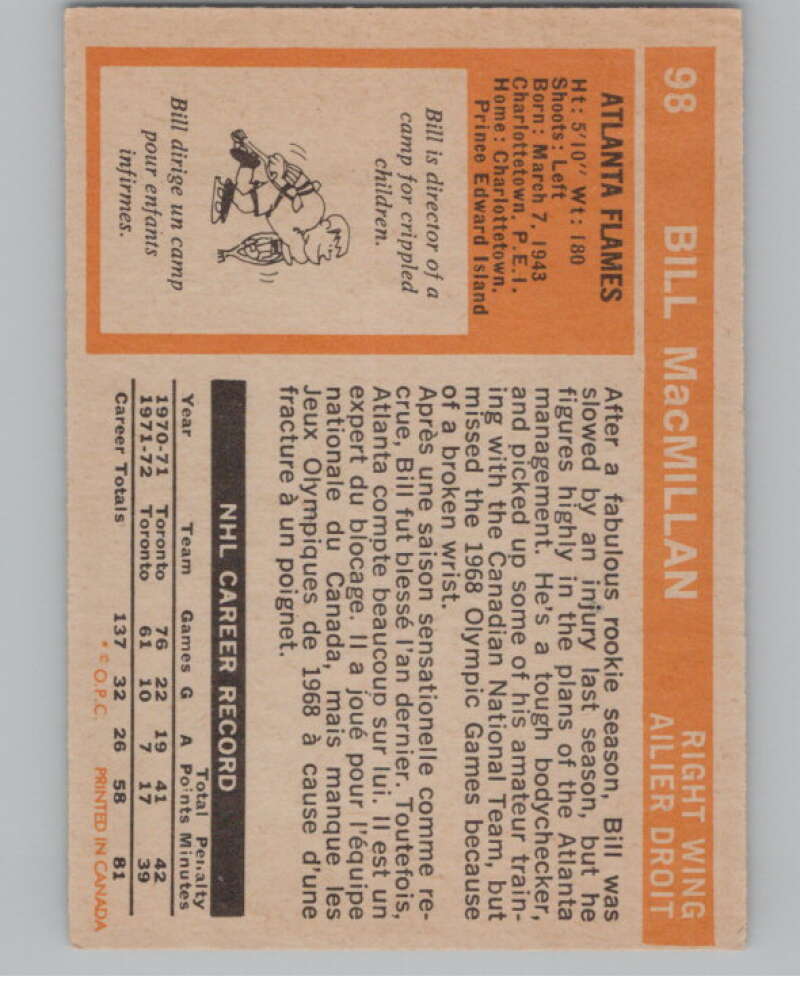 98 BILL MacMILLAN RIGHT WING
AILIER DROIT
ATLANTA FLAMES
Ht: 5'10" Wt: 180
Shoots: Left
Born: March 7, 1943
Charlottetown, P.E.I.
Home: Charlottetown,
Prince Edward Island
Bill is director of a
camp for crippled
children.
Bill dirige un camp
pour enfants
infirmes.
After a fabulous rookie season, Bill was
slowed by an injury last season, but he
figures highly in the plans of the Atlanta
management. He's a tough bodychecker,
and picked up some of his amateur train-
ing with the Canadian National Team, but
missed the 1968 Olympic Games because
of a broken wrist.
Après une saison sensationelle comme re-
crue, Bill fut blessé l'an dernier. Toutefois,
Atlanta compte beaucoup sur lui. Il est un
expert du blocage. Il a joué pour l'équipe
nationale du Canada, mais manque les
Jeux Olympiques de 1968 à cause d'une
fracture à un poignet.
NHL CAREER RECORD
Total Penalty
Year Team Games G A Points Minutes
1970-71 Toronto 76 22 19 41 42
1971-72 Toronto 61 10 7 17 39
Career Totals 137 32 26 58 81
* © O.P.C. PRINTED IN CANADA